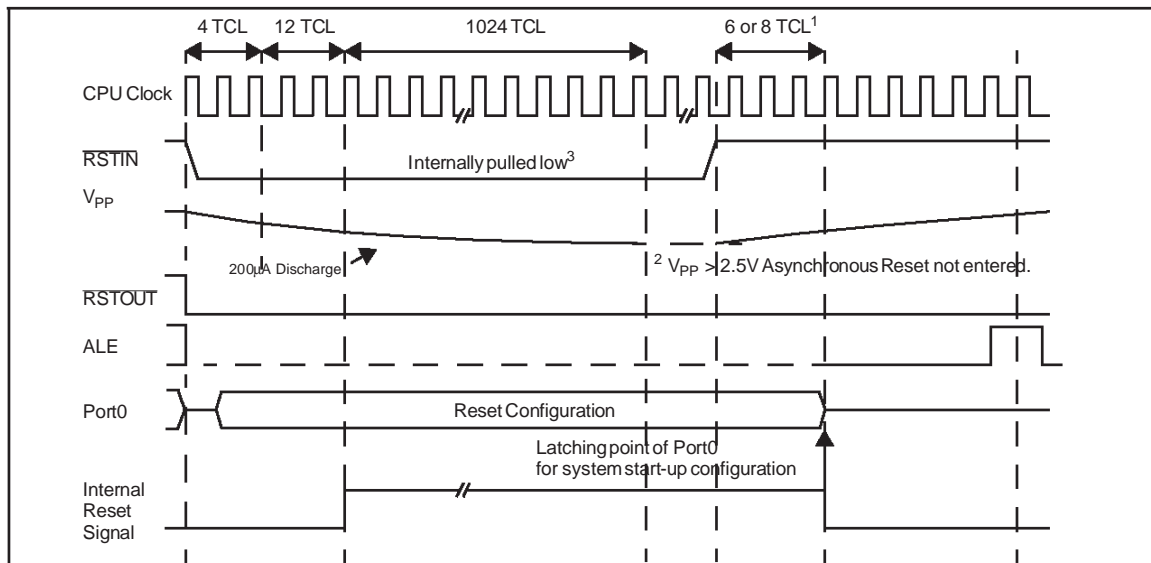 4 TCL 12 TCL 1024 TCL 6 or 8 TCL¹
CPU Clock
RSTIN
Internally pulled low³
VPP
200µA Discharge
² VPP > 2.5V Asynchronous Reset not entered.
RSTOUT
ALE
Port0
Reset Configuration
Latching point of Port0
for system start-up configuration
Internal
Reset
Signal